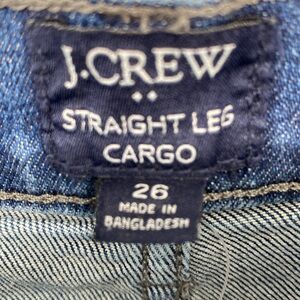 J.CREW
STRAIGHT LEG
CARGO
26
MADE IN
BANGLADESH